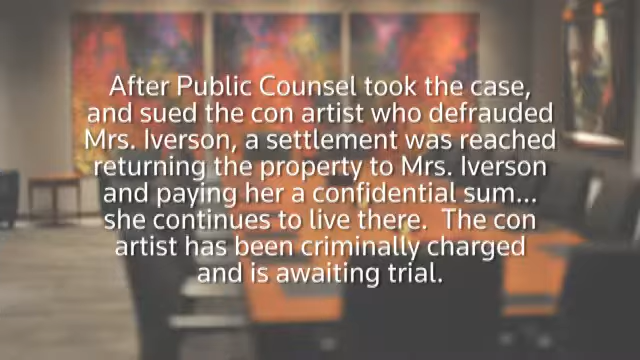 After Public Counsel took the case,
and sued the con artist who defrauded
Mrs. Iverson, a settlement was reached
returning the property to Mrs. Iverson
and paying her a confidential sum...
she continues to live there.  The con
artist has been criminally charged
and is awaiting trial.